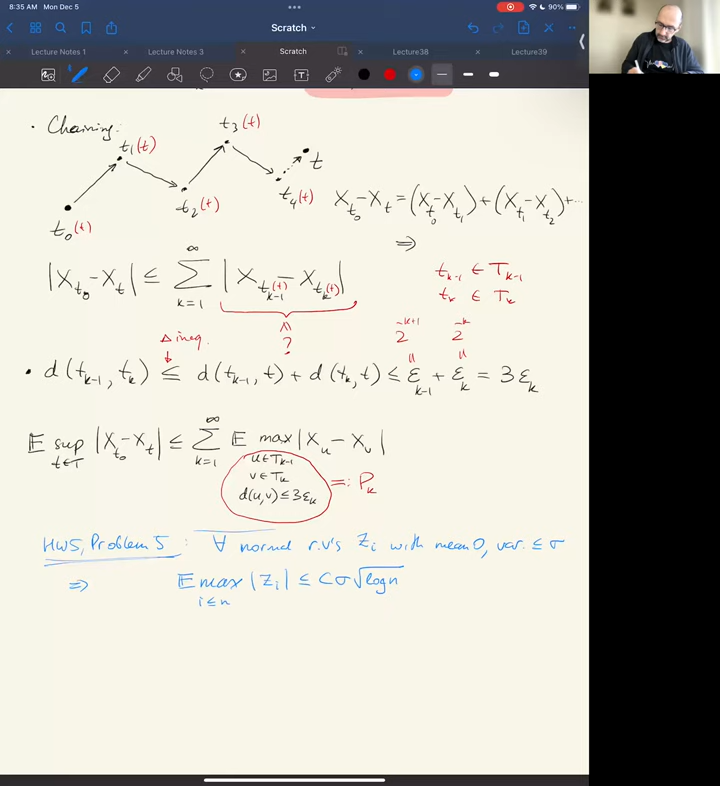 8:35 AM Mon Dec 5
90%
Scratch
Lecture Notes 1
Lecture Notes 3
Scratch
Lecture38
Lecture39
• Chaining:
t₁(t)
t₃(t)
t
t₀(t)
t₂(t)
t₄(t)
X_{t₀} - X_t = (X_{t₀} - X_{t₁}) + (X_{t₁} - X_{t₂}) + ...
⇒
|X_{t₀} - X_t| ≤ ∑_{k=1}^{∞} |X_{t_{k-1}(t)} - X_{t_k(t)}|
t_{k-1} ∈ T_{k-1}
t_k ∈ T_k
Δ ineq.
?
2^{-k+1} 2^{-k}
• d(t_{k-1}, t_k) ≤ d(t_{k-1}, t) + d(t_k, t) ≤ ε_{k-1} + ε_k = 3ε_k
𝔼 sup_{t∈T} |X_{t₀} - X_t| ≤ ∑_{k=1}^{∞} 𝔼 max |X_u - X_v|
u∈T_{k-1}
v∈T_k
d(u,v) ≤ 3ε_k
=: P_k
HW5, Problem 5 : ∀ normal r.v's Z_i with mean 0, var. ≤ σ
⇒ 𝔼 max_{i≤n} |Z_i| ≤ Cσ√log n